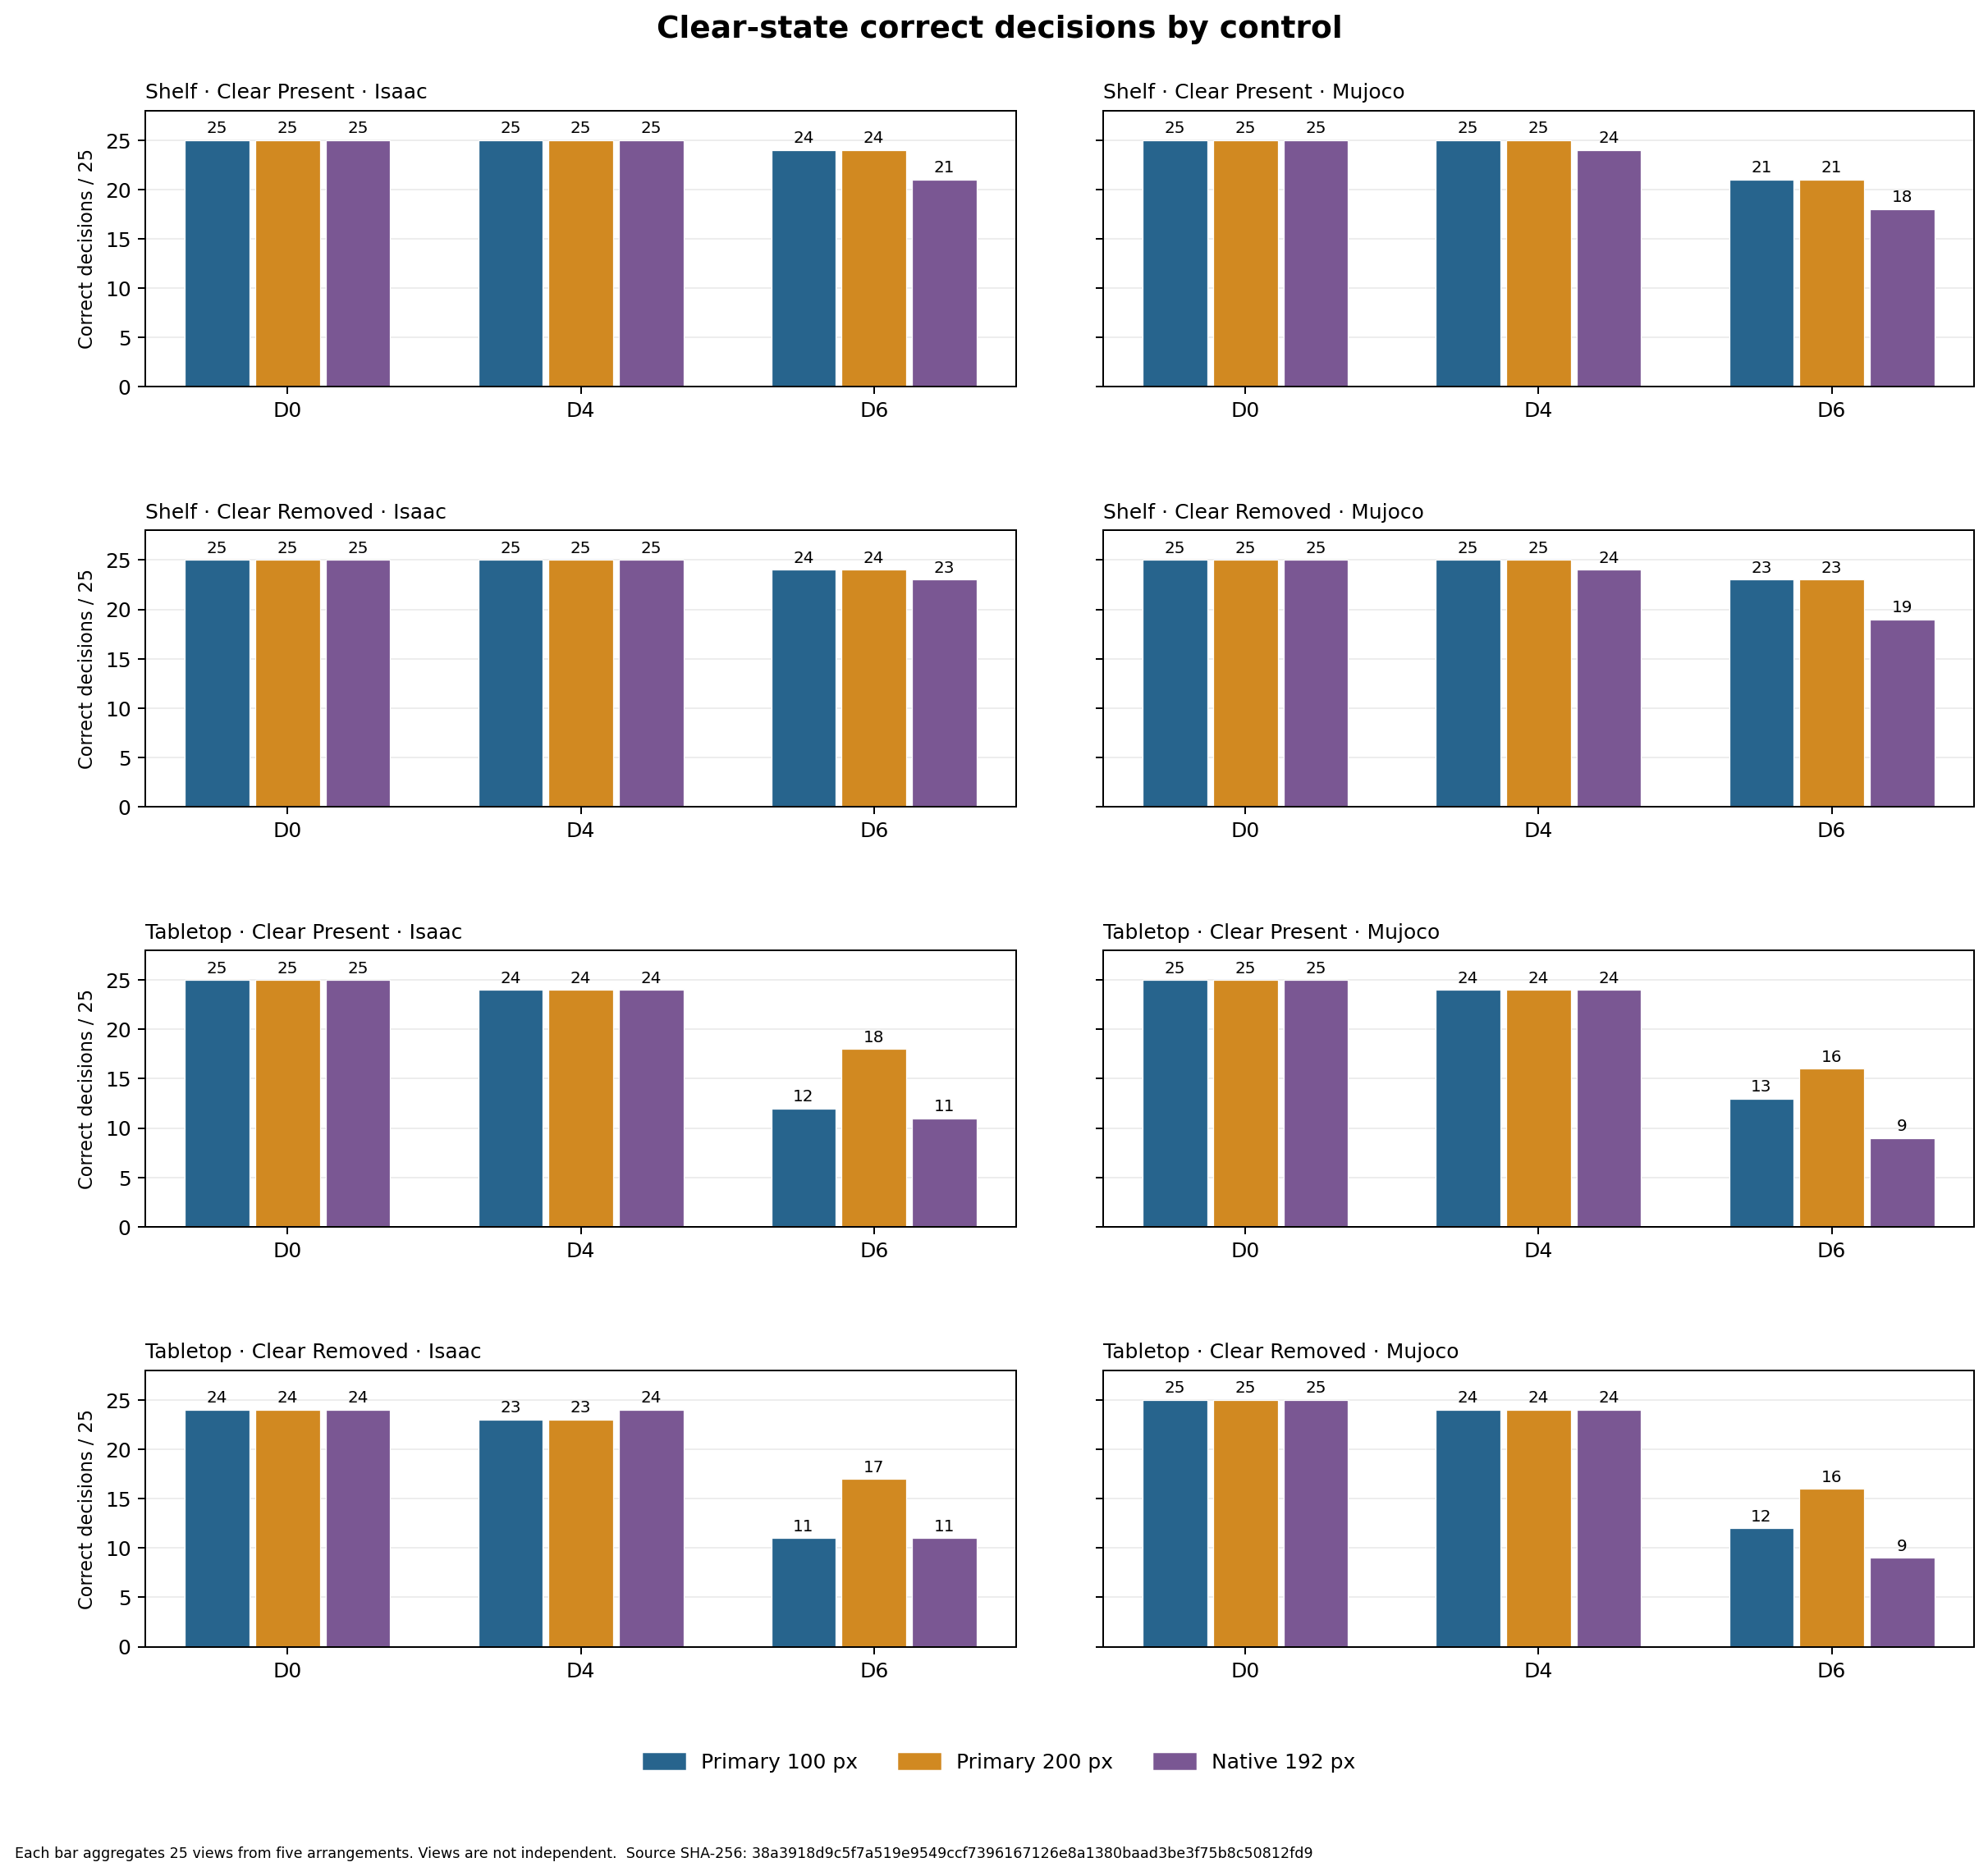 Clear-state correct decisions by control
Shelf · Clear Present · Isaac
Correct decisions / 25
25
20
15
10
5
0
25 25 25 25 25 25 24 24 21
D0 D4 D6
Shelf · Clear Present · Mujoco
25 25 25 25 25 24 21 21 18
D0 D4 D6
Shelf · Clear Removed · Isaac
Correct decisions / 25
25
20
15
10
5
0
25 25 25 25 25 25 24 24 23
D0 D4 D6
Shelf · Clear Removed · Mujoco
25 25 25 25 25 24 23 23 19
D0 D4 D6
Tabletop · Clear Present · Isaac
Correct decisions / 25
25
20
15
10
5
0
25 25 25 24 24 24 12 18 11
D0 D4 D6
Tabletop · Clear Present · Mujoco
25 25 25 24 24 24 13 16 9
D0 D4 D6
Tabletop · Clear Removed · Isaac
Correct decisions / 25
25
20
15
10
5
0
24 24 24 23 23 24 11 17 11
D0 D4 D6
Tabletop · Clear Removed · Mujoco
25 25 25 24 24 24 12 16 9
D0 D4 D6
Primary 100 px Primary 200 px Native 192 px
Each bar aggregates 25 views from five arrangements. Views are not independent. Source SHA-256: 38a3918d9c5f7a519e9549ccf7396167126e8a1380baad3be3f75b8c50812fd9